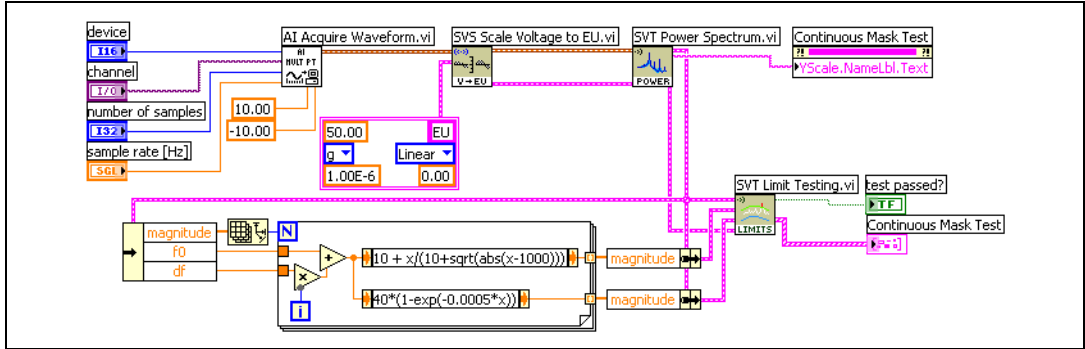 device
I16
channel
I/O
number of samples
I32
sample rate [Hz]
SGL
AI Acquire Waveform.vi
AI
MULT PT
10.00
-10.00
SVS Scale Voltage to EU.vi
V→EU
50.00
EU
g
Linear
1.00E-6
0.00
SVT Power Spectrum.vi
POWER
Continuous Mask Test
YScale.NameLbl.Text
SVT Limit Testing.vi
LIMITS
test passed?
TF
Continuous Mask Test
magnitude
f0
df
N
i
10 + x/(10+sqrt(abs(x-1000)))
40*(1-exp(-0.0005*x))
magnitude
magnitude